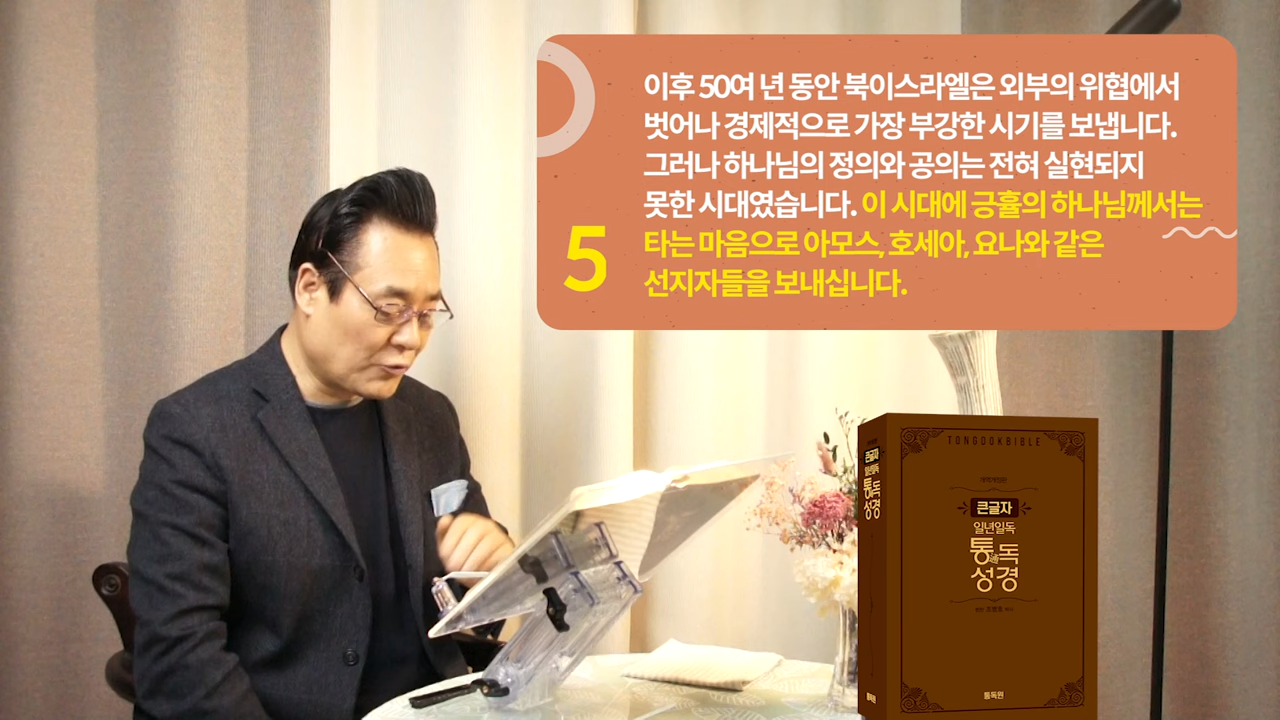 이후 50여 년 동안 북이스라엘은 외부의 위협에서
벗어나 경제적으로 가장 부강한 시기를 보냅니다.
그러나 하나님의 정의와 공의는 전혀 실현되지
못한 시대였습니다. 이 시대에 긍휼의 하나님께서는
타는 마음으로 아모스, 호세아, 요나와 같은
선지자들을 보내십니다.
5
TONGDOKBIBLE
큰글자
일년일독
통독
성경
통독원
큰글자
일년일독
통독
성경
통독원